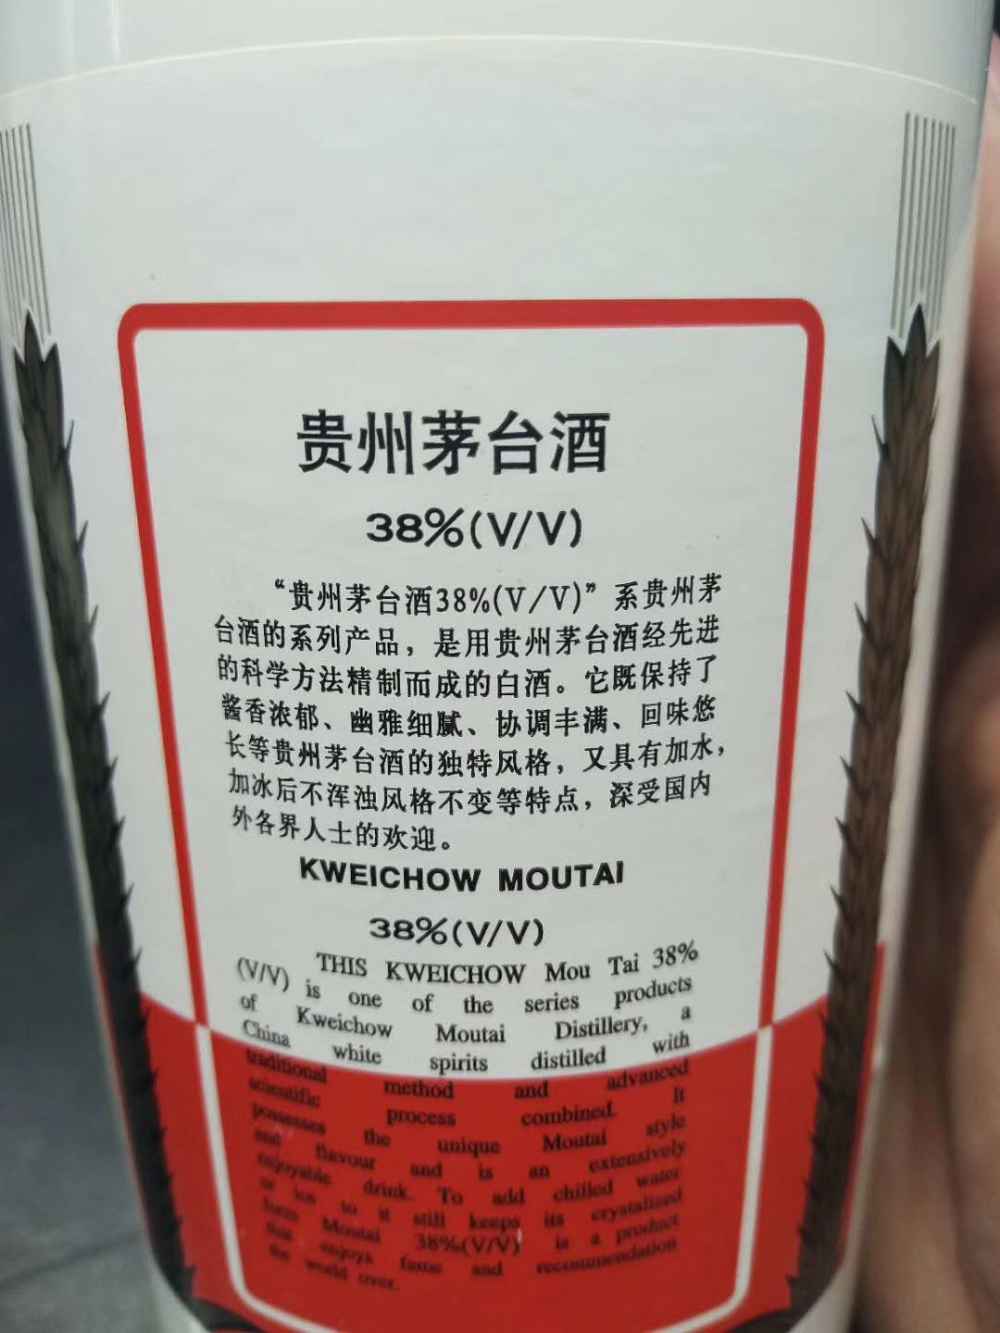 贵州茅台酒
38%(V/V)
“贵州茅台酒38%(V/V)”系贵州茅
台酒的系列产品，是用贵州茅台酒经先进
的科学方法精制而成的白酒。它既保持了
酱香浓郁、幽雅细腻、协调丰满、回味悠
长等贵州茅台酒的独特风格，又具有加水，
加冰后不浑浊风格不变等特点，深受国内
外各界人士的欢迎。
KWEICHOW MOUTAI
38%(V/V)
THIS KWEICHOW Mou Tai 38%
(V/V) is one of the series products
of Kweichow Moutai Distillery, a
China white spirits distilled with
traditional method and advanced
scientific process combined. It
possesses the unique Moutai style
and flavour and is an extensively
enjoyable drink. To add chilled water
or ice to it still keeps its crystalized
form Moutai 38%(V/V) is a product
that enjoys fame and recommendation
the world over.